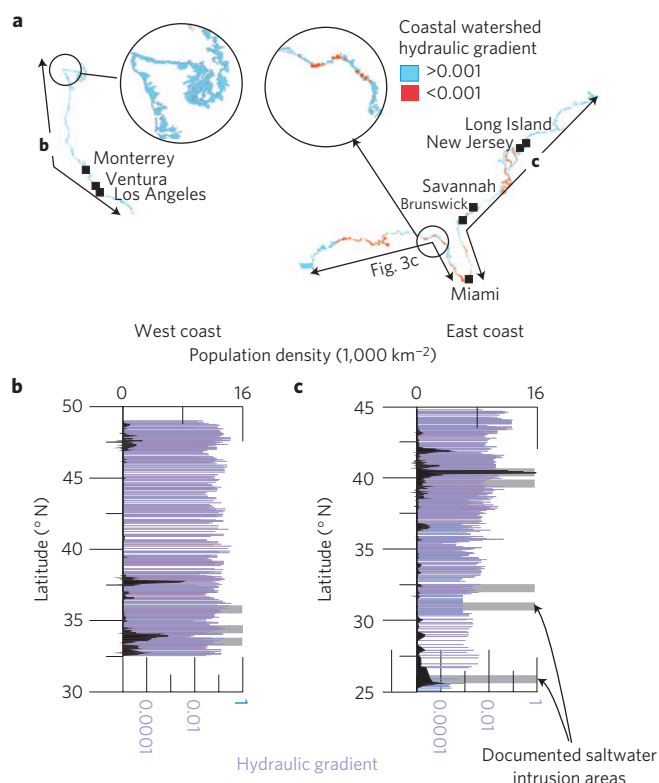 a
Coastal watershed
hydraulic gradient
>0.001
<0.001
b
Monterrey
Ventura
Los Angeles
Long Island
New Jersey
c
Savannah
Brunswick
Fig. 3c
Miami
West coast
East coast
Population density (1,000 km⁻²)
b
0
16
50
45
40
35
30
Latitude (° N)
0.0001
0.01
1
c
0
16
45
40
35
30
25
Latitude (° N)
0.0001
0.01
1
Hydraulic gradient
Documented saltwater
intrusion areas